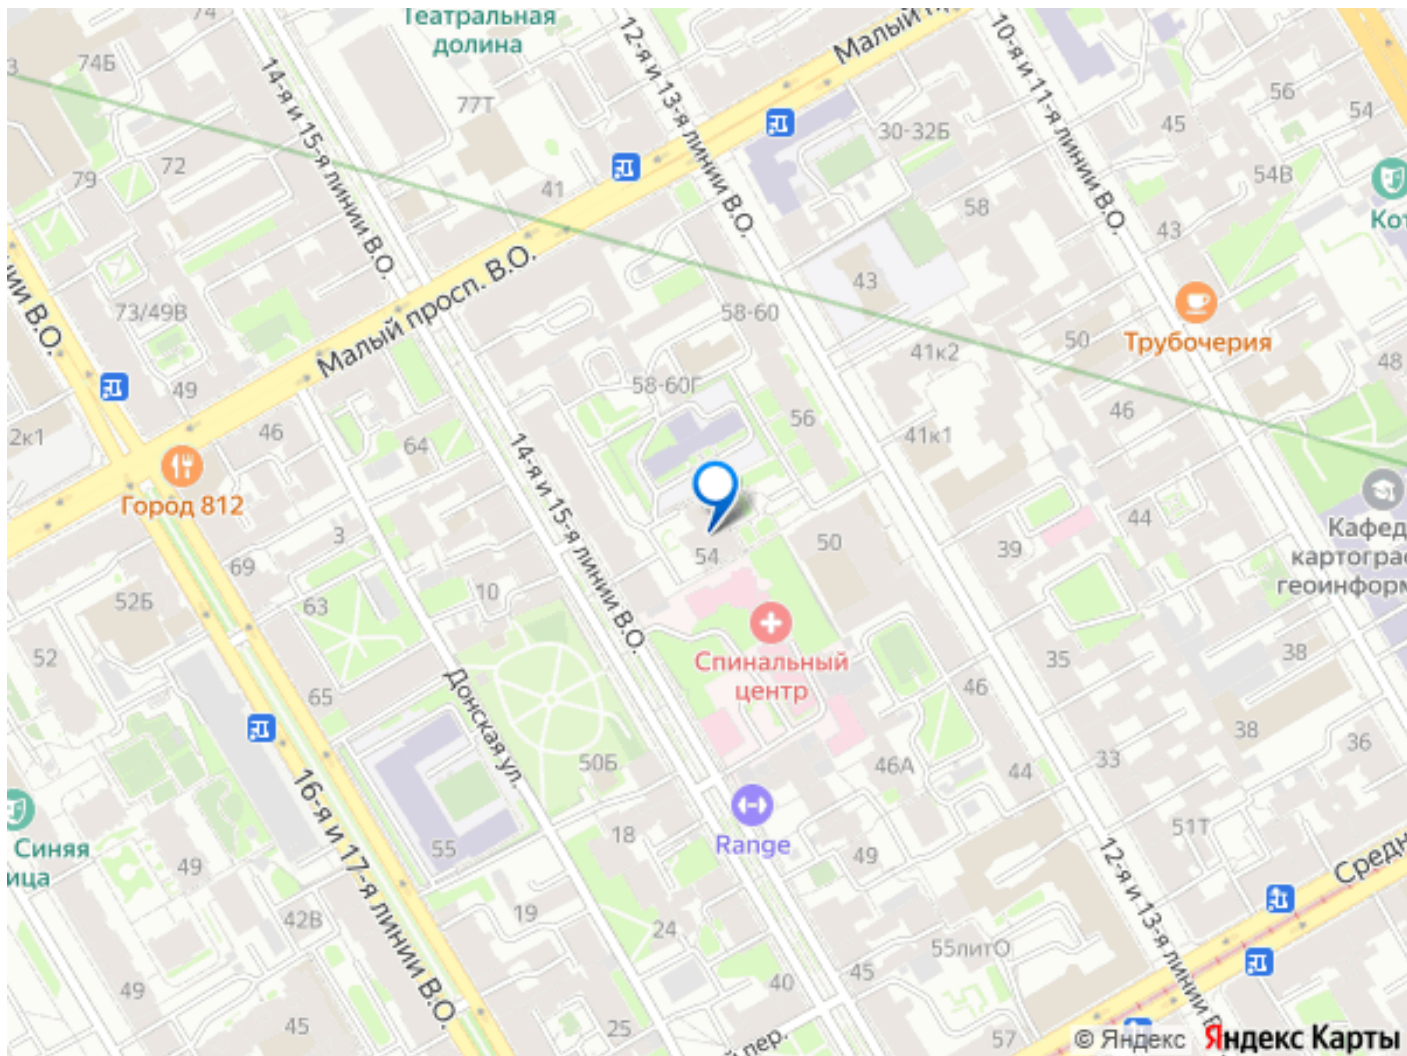 74
Театральная
долина
12-я и 13-я линии В.О.
Малый
10-я и 11-я линии В.О.
3
74Б
14-я и 15-я линии В.О.
77Т
56
54
45
30-32Б
72
79
41
54В
58
Кот
43
43
73/49В
58-60
Трубочерия
Малый просп. В.О.
50
41к2
48
нии В.О.
49
58-60Г
46
56
2к1
46
64
41к1
14-я и 15-я линии В.О.
Город 812
3
54
50
39
44
Кафед
картограф
геоинформ
69
10
52Б
63
Спинальный
центр
52
65
Донская ул.
35
38
46
50Б
46А
44
33
38
36
16-я и 17-я линии В.О.
Range
18
51Т
Синяя
ица
49
55
49
12-я и 13-я линии В
Средн
42В
19
24
55литО
49
40
45
45
25
й пер.
57
© Яндекс Яндекс Карты